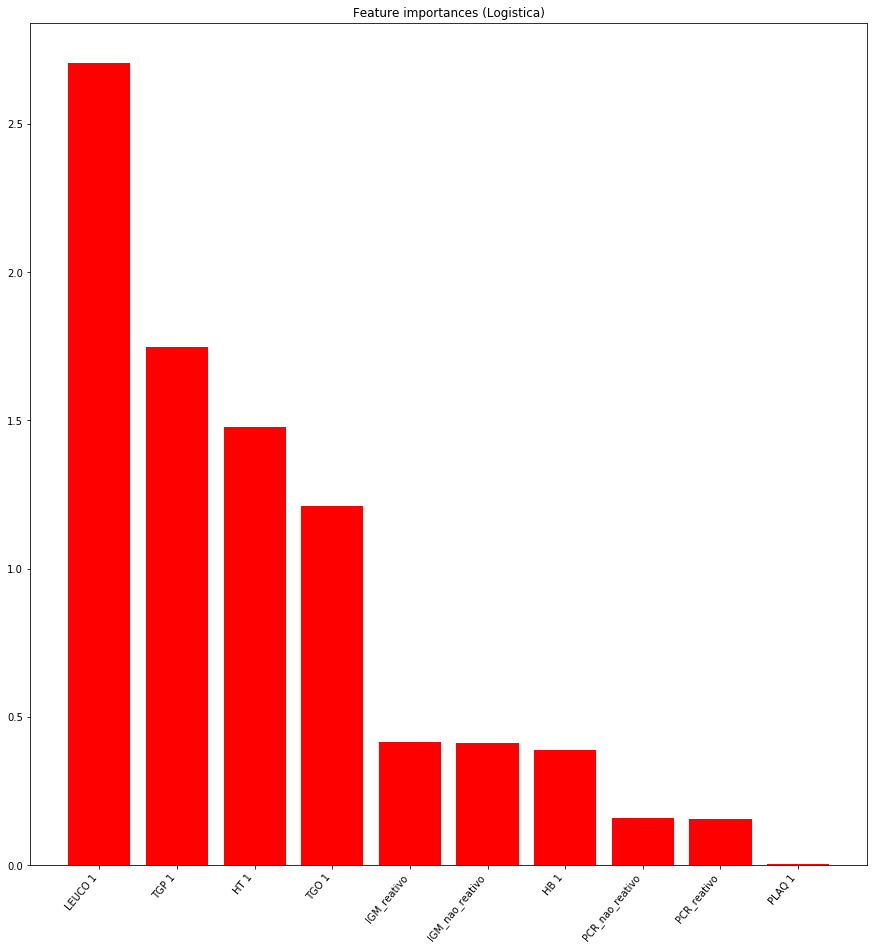 Feature importances (Logistica)
2.5
2.0
1.5
1.0
0.5
0.0
LEUCO 1
TGP 1
HT 1
TGO 1
IGM_reativo
IGM_nao_reativo
HB 1
PCR_nao_reativo
PCR_reativo
PLAQ 1